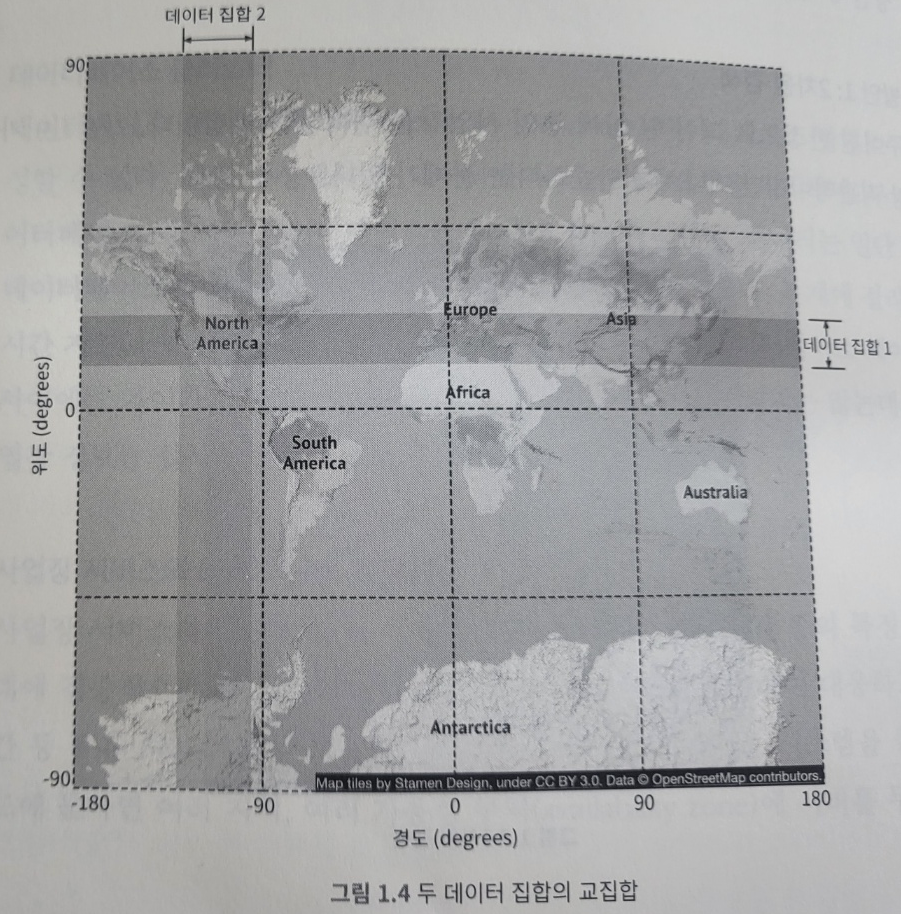 데이터 집합 2
90
North
America
Europe
Asia
데이터 집합 1
Africa
위도 (degrees)
0
South
America
Australia
Antarctica
-90
Map tiles by Stamen Design, under CC BY 3.0. Data © OpenStreetMap contributors.
-180
-90
0
90
180
경도 (degrees)
그림 1.4 두 데이터 집합의 교집합